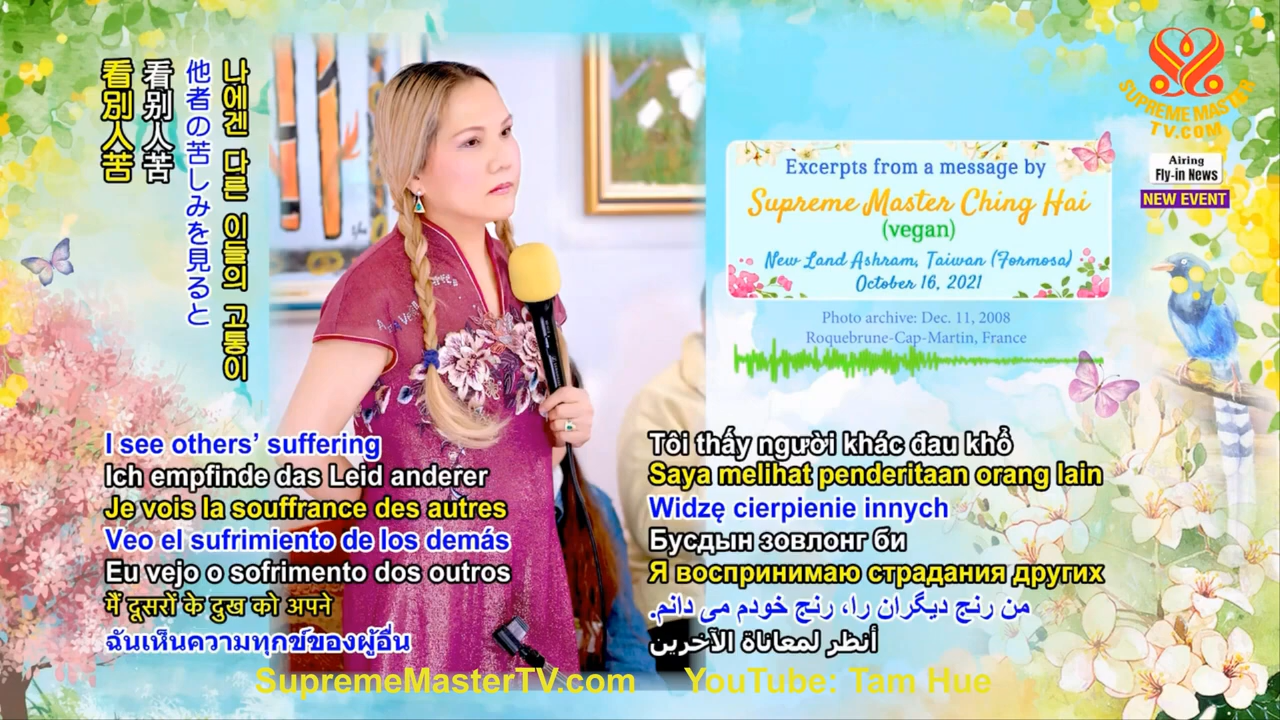 看別人苦
看别人苦
他者の苦しみを見ると
나에겐 다른 이들의 고통이
Excerpts from a message by
Supreme Master Ching Hai
(vegan)
New Land Ashram, Taiwan (Formosa)
October 16, 2021
Photo archive: Dec. 11, 2008
Roquebrune-Cap-Martin, France
SUPREME MASTER
TV.COM
Airing
Fly-in News
NEW EVENT
I see others’ suffering
Ich empfinde das Leid anderer
Je vois la souffrance des autres
Veo el sufrimiento de los demás
Eu vejo o sofrimento dos outros
मैं दूसरों के दुख को अपने
ฉันเห็นความทุกข์ของผู้อื่น
Tôi thấy người khác đau khổ
Saya melihat penderitaan orang lain
Widzę cierpienie innych
Бусдын зовлонг би
Я воспринимаю страдания других
من رنج دیگران را، رنج خودم می دانم.
أنظر لمعاناة الآخرين
SupremeMasterTV.com YouTube: Tam Hue